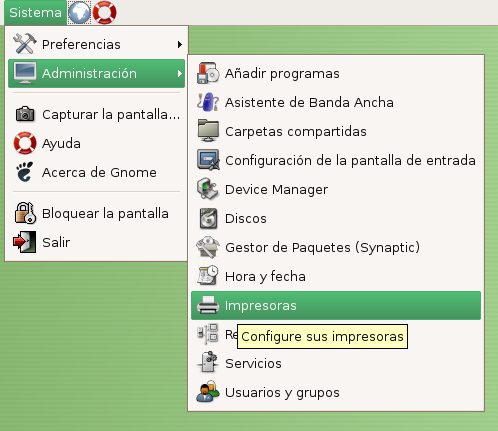 Sistema
Preferencias
Administración
Capturar la pantalla...
Ayuda
Acerca de Gnome
Bloquear la pantalla
Salir
Añadir programas
Asistente de Banda Ancha
Carpetas compartidas
Configuración de la pantalla de entrada
Device Manager
Discos
Gestor de Paquetes (Synaptic)
Hora y fecha
Impresoras
Configure sus impresoras
Servicios
Usuarios y grupos